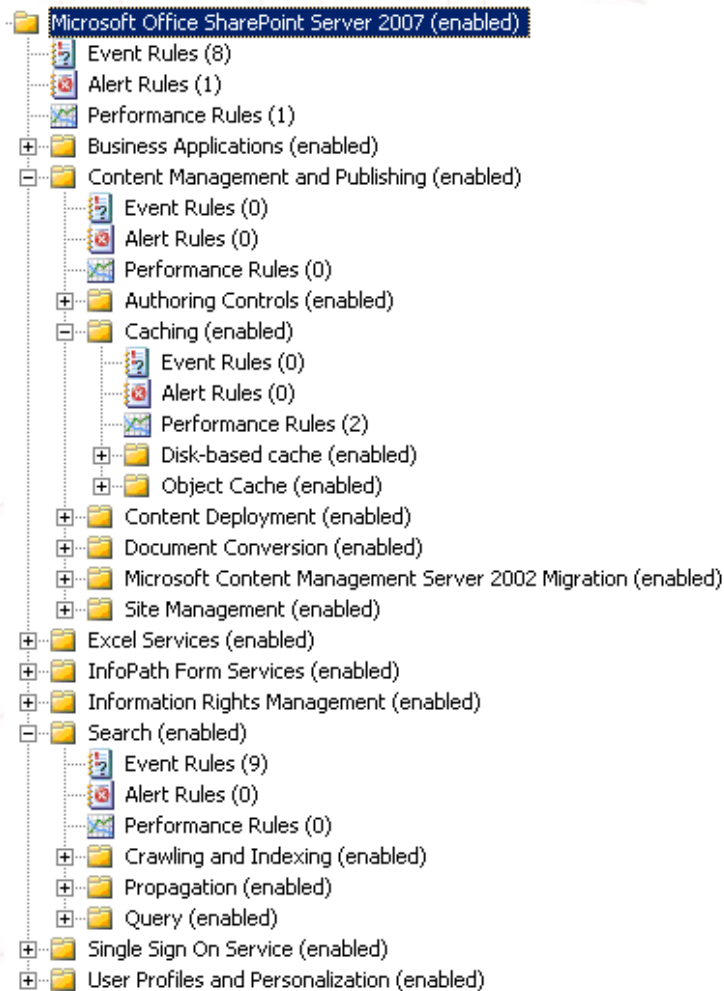 Microsoft Office SharePoint Server 2007 (enabled)
Event Rules (8)
Alert Rules (1)
Performance Rules (1)
Business Applications (enabled)
Content Management and Publishing (enabled)
Event Rules (0)
Alert Rules (0)
Performance Rules (0)
Authoring Controls (enabled)
Caching (enabled)
Event Rules (0)
Alert Rules (0)
Performance Rules (2)
Disk-based cache (enabled)
Object Cache (enabled)
Content Deployment (enabled)
Document Conversion (enabled)
Microsoft Content Management Server 2002 Migration (enabled)
Site Management (enabled)
Excel Services (enabled)
InfoPath Form Services (enabled)
Information Rights Management (enabled)
Search (enabled)
Event Rules (9)
Alert Rules (0)
Performance Rules (0)
Crawling and Indexing (enabled)
Propagation (enabled)
Query (enabled)
Single Sign On Service (enabled)
User Profiles and Personalization (enabled)